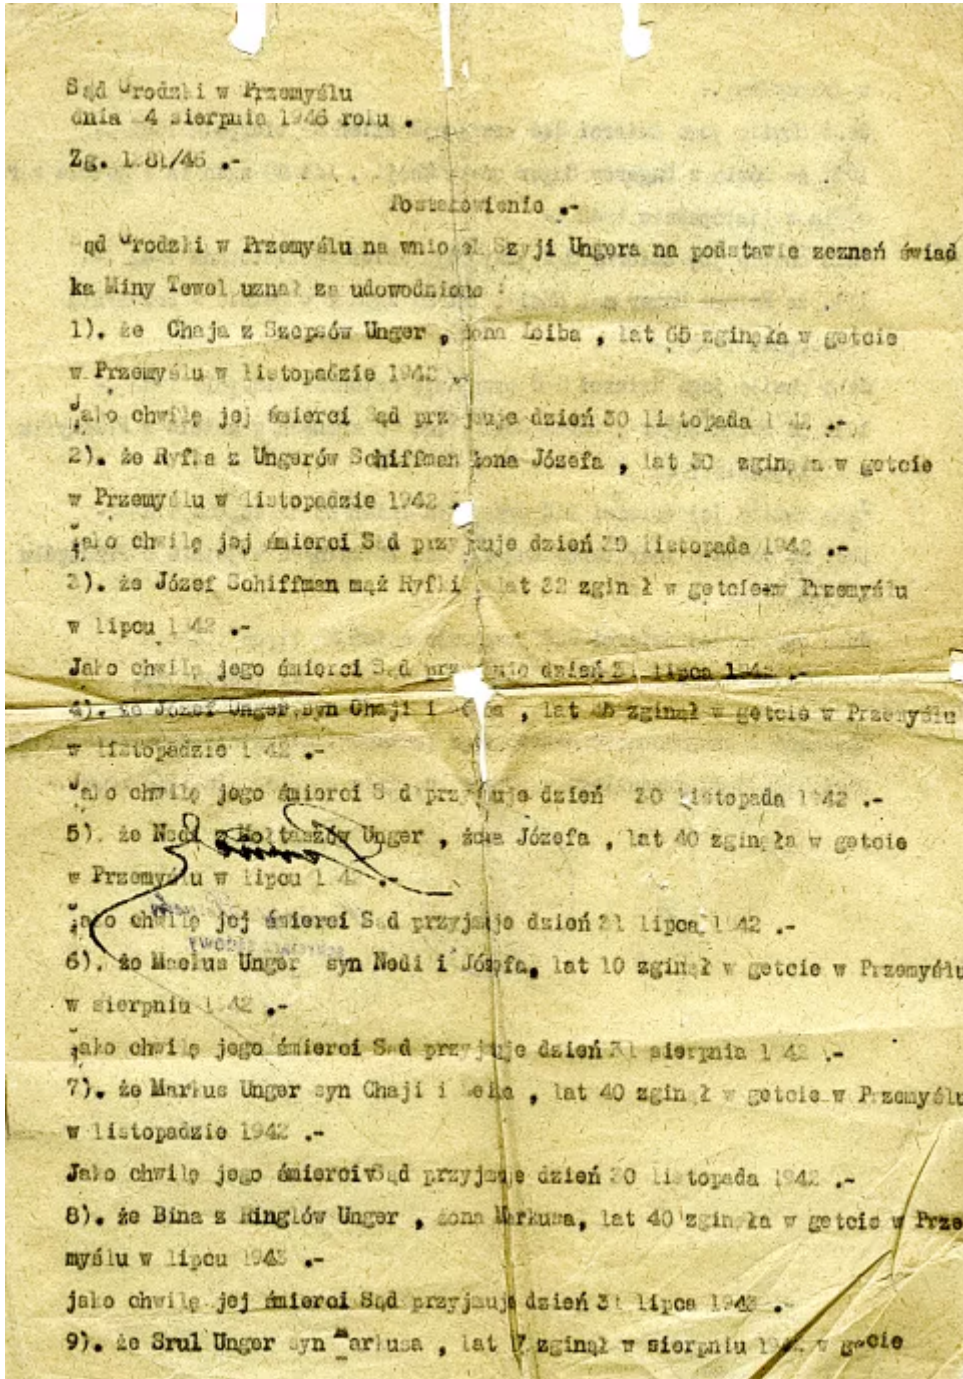 Sąd Grodzki w Przemyślu
dnia 4 sierpnia 1946 roku .
Zg. 1281/46 .-
Postanowienie .-
Sąd Grodzki w Przemyślu na wniosek Szyji Ungera na podstawie zeznań świad
ka Miny Tewel uznał za udowodnione :
1). że Chaja z Szepsów Unger , żona Leiba , lat 65 zginęła w getcie
w Przemyślu w listopadzie 1942 .-
Jako chwilę jej śmierci Sąd przyjmuje dzień 30 listopada 1942 .-
2). że Ryfka z Ungerów Schiffman żona Józefa , lat 30 zginęła w getcie
w Przemyślu w listopadzie 1942 .
jako chwilę jej śmierci Sąd przyjmuje dzień 30 listopada 1942 .-
3). że Józef Schiffman mąż Ryfki lat 32 zginął w getcie w Przemyślu
w lipcu 1942 .-
Jako chwilę jego śmierci Sąd przyjmuje dzień 31 lipca 1942 .-
4). że Józef Unger, syn Chaji i Leiba , lat 45 zginął w getcie w Przemyślu
w listopadzie 1942 .-
Jako chwilę jego śmierci Sąd przyjmuje dzień 30 listopada 1942 .-
5). że Nedi z Unger , żona Józefa , lat 40 zginęła w getcie
w Przemyślu w lipcu 1942 .-
jako chwilę jej śmierci Sąd przyjmuje dzień 31 lipca 1942 .-
6). że Maekus Unger syn Nedi i Józefa, lat 10 zginął w getcie w Przemyślu
w sierpniu 1942 .-
jako chwilę jego śmierci Sąd przyjmuje dzień 31 sierpnia 1942 .-
7). że Markus Unger syn Chaji i Leiba , lat 40 zginął w getcie w Przemyślu
w listopadzie 1942 .-
Jako chwilę jego śmierci Sąd przyjmuje dzień 30 listopada 1942 .-
8). że Bina z Ringlów Unger , żona Markusa, lat 40 zginęła w getcie w Prze
myślu w lipcu 1943 .-
jako chwilę jej śmierci Sąd przyjmuje dzień 31 lipca 1943 .-
9). że Srul Unger syn Markusa , lat 17 zginął w sierpniu 1942 w gecie